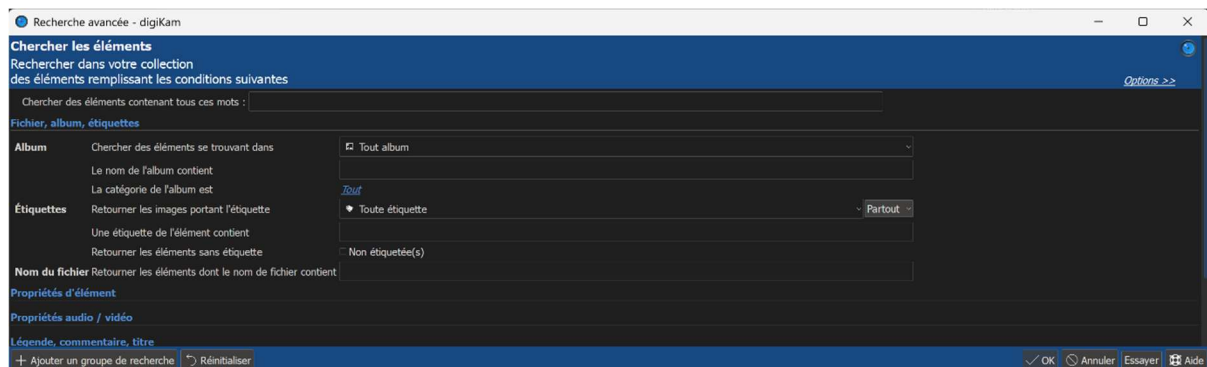 Recherche avancée - digiKam
Chercher les éléments
Rechercher dans votre collection
des éléments remplissant les conditions suivantes
Options >>
Chercher des éléments contenant tous ces mots :
Fichier, album, étiquettes
Album Chercher des éléments se trouvant dans Tout album
Le nom de l'album contient
La catégorie de l'album est Tout
Étiquettes Retourner les images portant l'étiquette Toute étiquette Partout
Une étiquette de l'élément contient
Retourner les éléments sans étiquette Non étiquetée(s)
Nom du fichier Retourner les éléments dont le nom de fichier contient
Propriétés d'élément
Propriétés audio / vidéo
Légende, commentaire, titre
+ Ajouter un groupe de recherche Réinitialiser OK Annuler Essayer Aide